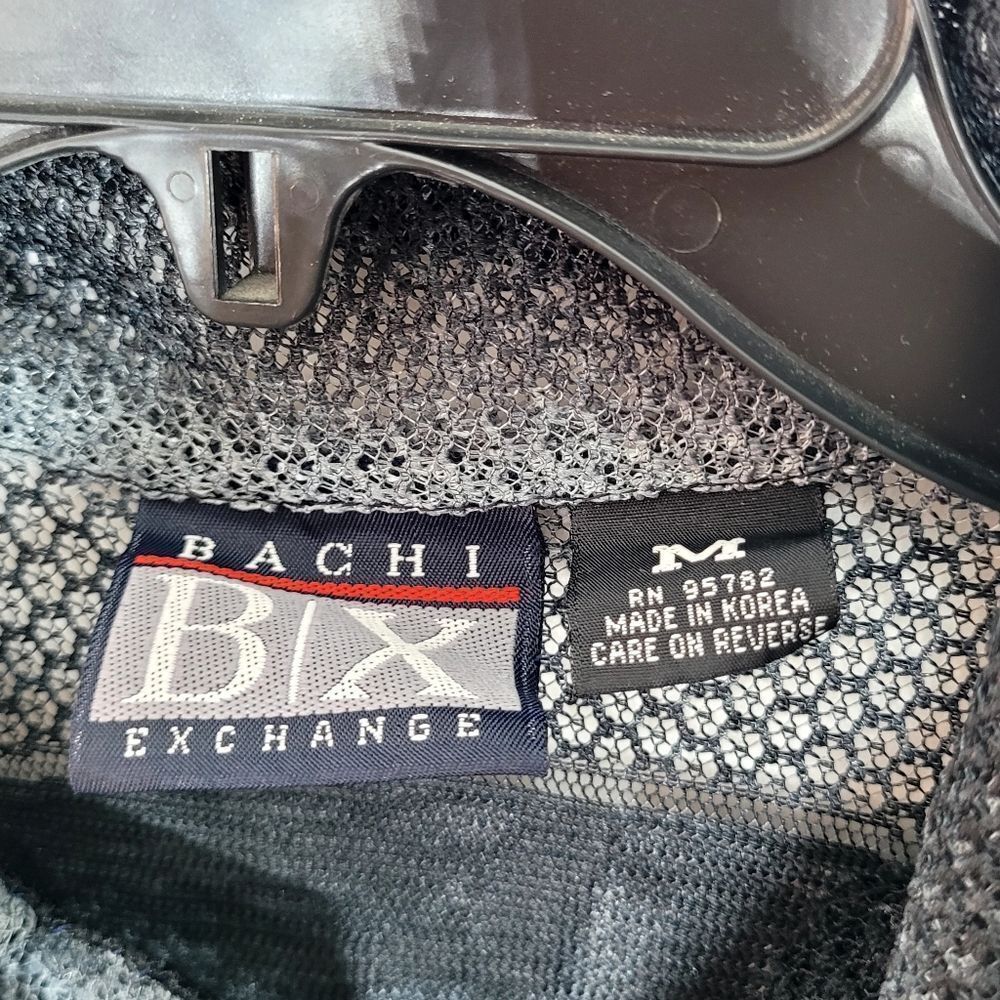 BACHI
B/X
EXCHANGE
M
RN 95782
MADE IN KOREA
CARE ON REVERSE